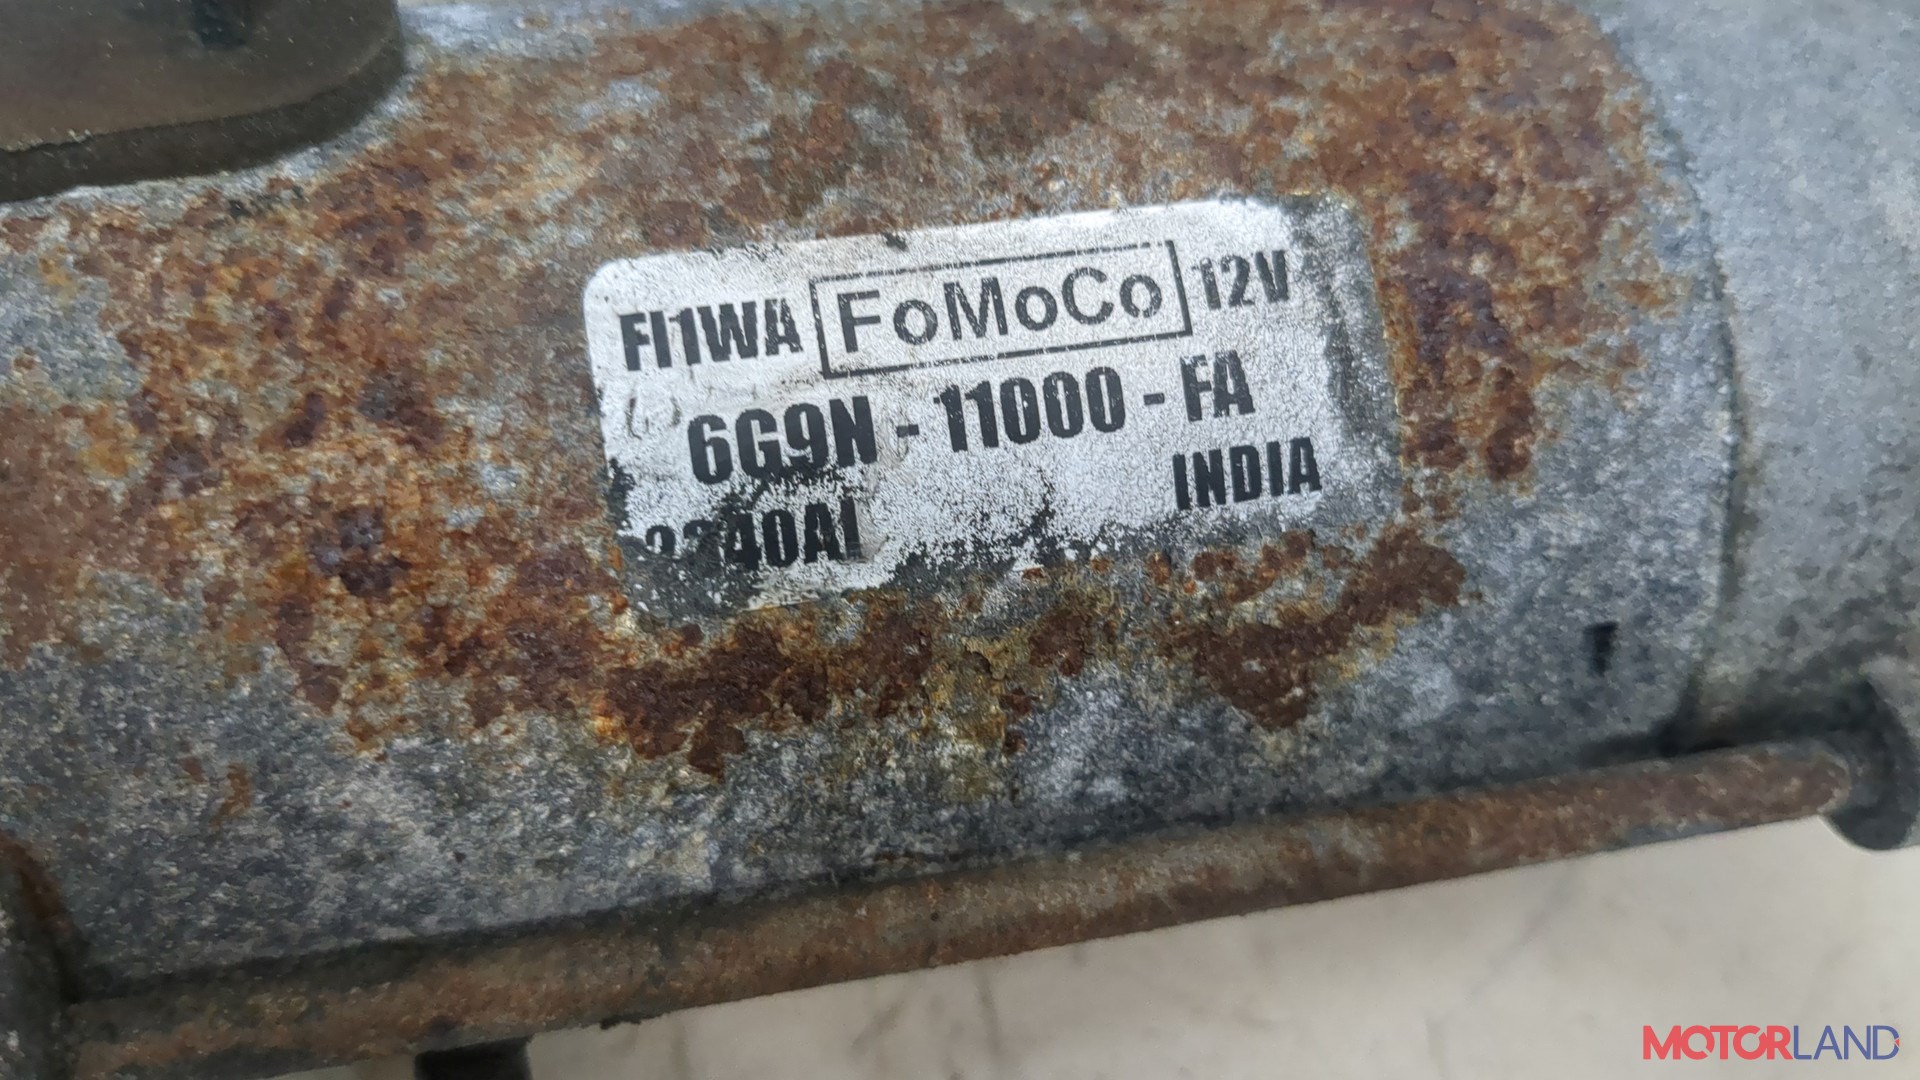 FI1WA FoMoCo 12V
6G9N - 11000 - FA
INDIA
MOTORLAND